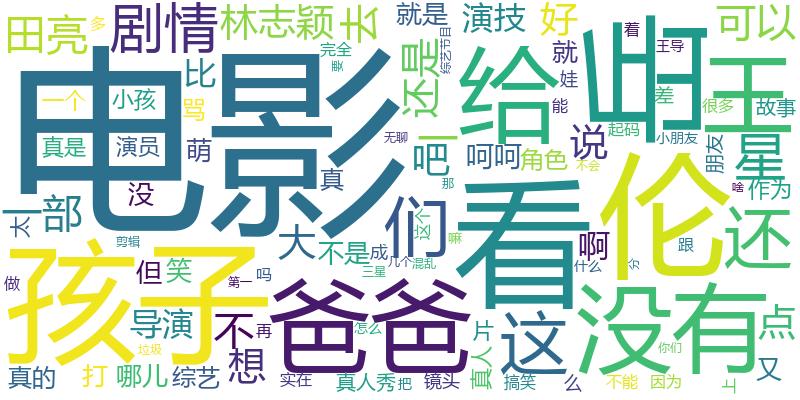 田亮
多
剧情
林志颖
去
就是
综艺节目
演技
好
着
王导
可以
电影
完全
要
还是
给
就
娃
能
雎
王
差
很多
故事
比
骂
一个
小孩
真是
演员
萌
没
真
无聊
一
吧
呵呵
角色
说
起码
小朋友
不会
朋友
星
啥
作为
一部
太
剪辑
大
们
那
这个
嘛
看
伦
啊
还
不是
成
几个
混乱
三星
什么
分
跟
孩子
做
但
笑
第一
吗
爸爸
这
没有
点
导演
垃圾
不
再
怎么
片
你们
真的
打
哪儿
综艺
想
实在
真人秀
把
镜头
真人
搞笑
么
不能
因为
上
又